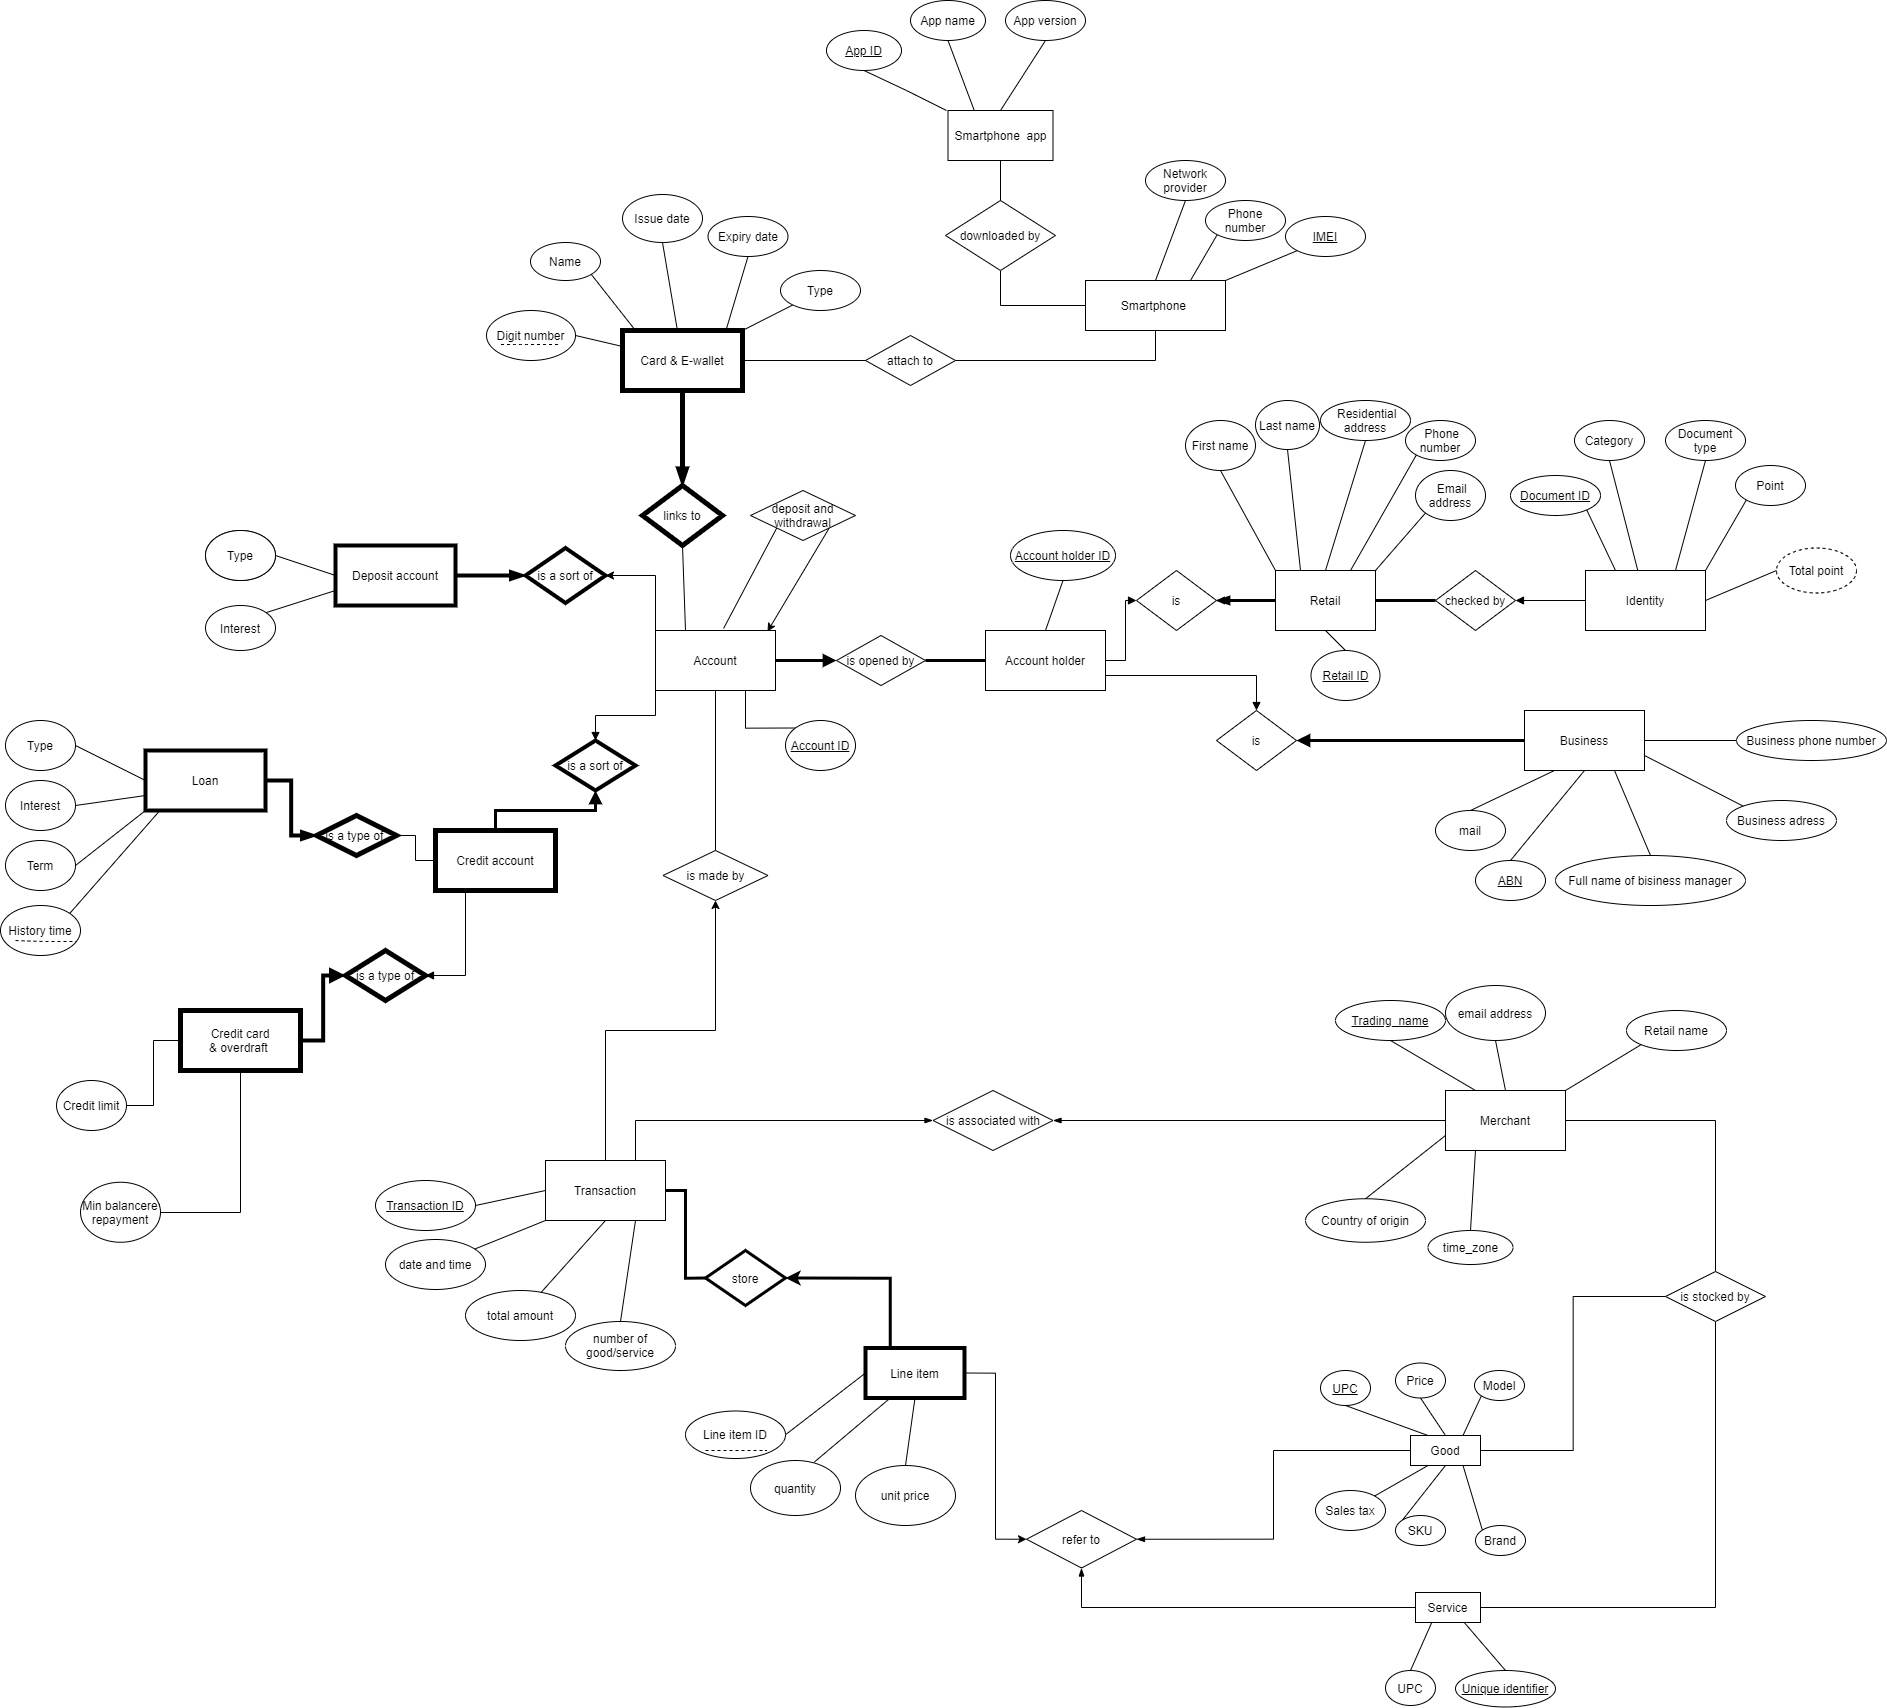 App name
App version
App ID
Smartphone  app
Network
provider
Phone
number
IMEI
downloaded by
Smartphone
Issue date
Expiry date
Name
Type
Digit number
Card & E-wallet
attach to
First name
Last name
Residential
address
Phone
number
Email
address
Category
Document
type
Document ID
Point
Total point
links to
deposit and
withdrawal
Type
Deposit account
is a sort of
Interest
Account holder ID
is
Retail
checked by
Identity
Account
is opened by
Account holder
Retail ID
Account ID
is
Business
Business phone number
mail
Business adress
ABN
Full name of bisiness manager
Type
Loan
Interest
Term
History time
is a type of
is a sort of
Credit account
is made by
is a type of
Credit card
& overdraft
Credit limit
Min balancere
repayment
Trading_name
email address
Retail name
is associated with
Merchant
Country of origin
time_zone
Transaction
Transaction ID
date and time
total amount
number of
good/service
store
is stocked by
Line item
Line item ID
quantity
unit price
UPC
Price
Model
Good
Sales tax
SKU
Brand
refer to
Service
UPC
Unique identifier